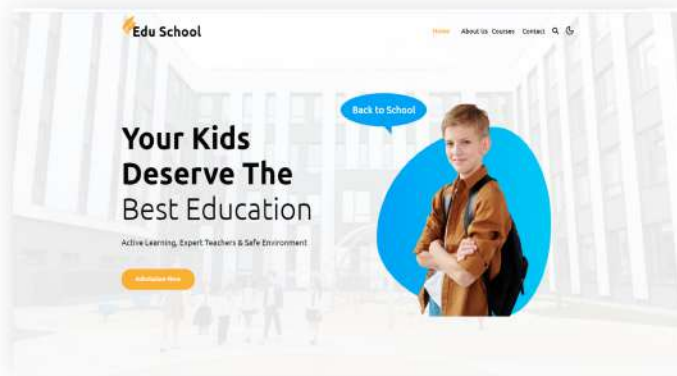 Edu School
Home About Us Courses Contact
Back to School
Your Kids
Deserve The
Best Education
Active Learning, Expert Teachers & Safe Environment
Admission Now